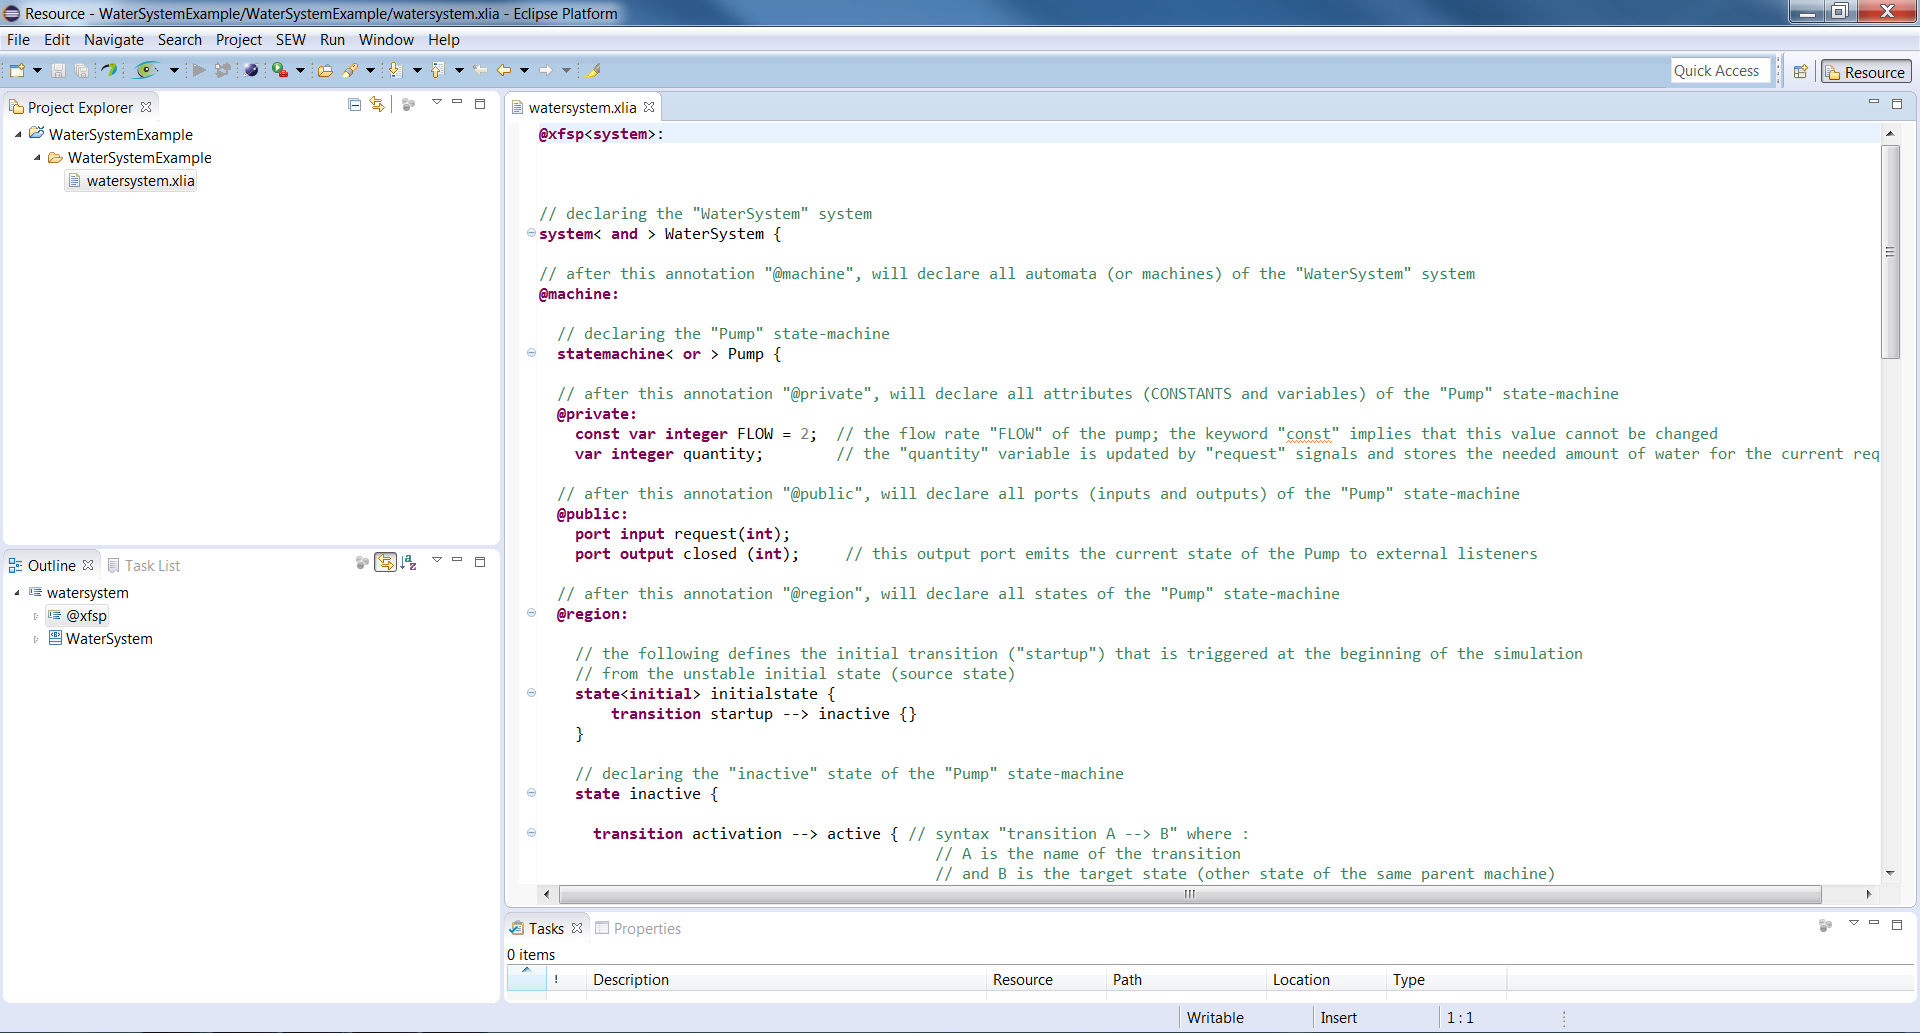 Resource - WaterSystemExample/WaterSystemExample/watersystem.xlia - Eclipse Platform
File Edit Navigate Search Project SEW Run Window Help
Quick Access
Resource
Project Explorer
WaterSystemExample
WaterSystemExample
watersystem.xlia
Outline
Task List
watersystem
@xfsp
WaterSystem
watersystem.xlia
@xfsp<system>:
// declaring the "WaterSystem" system
system< and > WaterSystem {
// after this annotation "@machine", will declare all automata (or machines) of the "WaterSystem" system
@machine:
// declaring the "Pump" state-machine
statemachine< or > Pump {
// after this annotation "@private", will declare all attributes (CONSTANTS and variables) of the "Pump" state-machine
@private:
const var integer FLOW = 2;  // the flow rate "FLOW" of the pump; the keyword "const" implies that this value cannot be changed
var integer quantity;        // the "quantity" variable is updated by "request" signals and stores the needed amount of water for the current req
// after this annotation "@public", will declare all ports (inputs and outputs) of the "Pump" state-machine
@public:
port input request(int);
port output closed (int);     // this output port emits the current state of the Pump to external listeners
// after this annotation "@region", will declare all states of the "Pump" state-machine
@region:
// the following defines the initial transition ("startup") that is triggered at the beginning of the simulation
// from the unstable initial state (source state)
state<initial> initialstate {
transition startup --> inactive {}
}
// declaring the "inactive" state of the "Pump" state-machine
state inactive {
transition activation --> active { // syntax "transition A --> B" where :
// A is the name of the transition
// and B is the target state (other state of the same parent machine)
Tasks
Properties
0 items
! Description Resource Path Location Type
Writable Insert 1 : 1